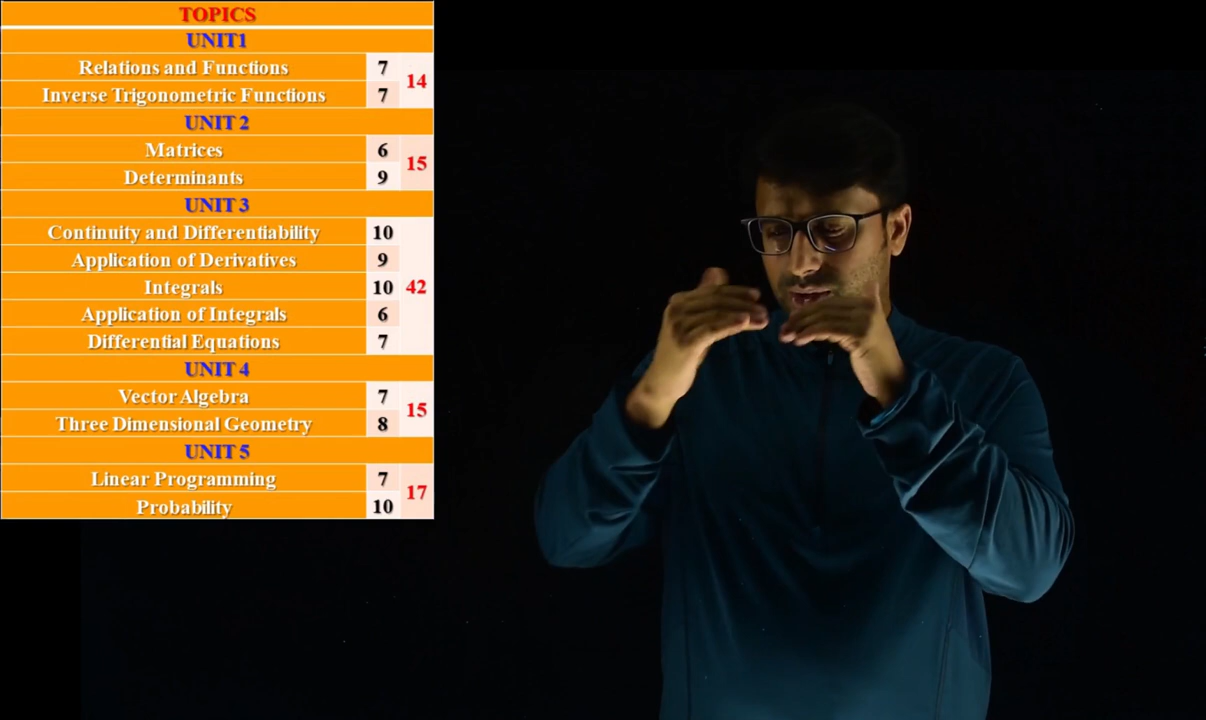 TOPICS
UNIT1
Relations and Functions 7 14
Inverse Trigonometric Functions 7
UNIT 2
Matrices 6 15
Determinants 9
UNIT 3
Continuity and Differentiability 10
Application of Derivatives 9
Integrals 10 42
Application of Integrals 6
Differential Equations 7
UNIT 4
Vector Algebra 7 15
Three Dimensional Geometry 8
UNIT 5
Linear Programming 7 17
Probability 10